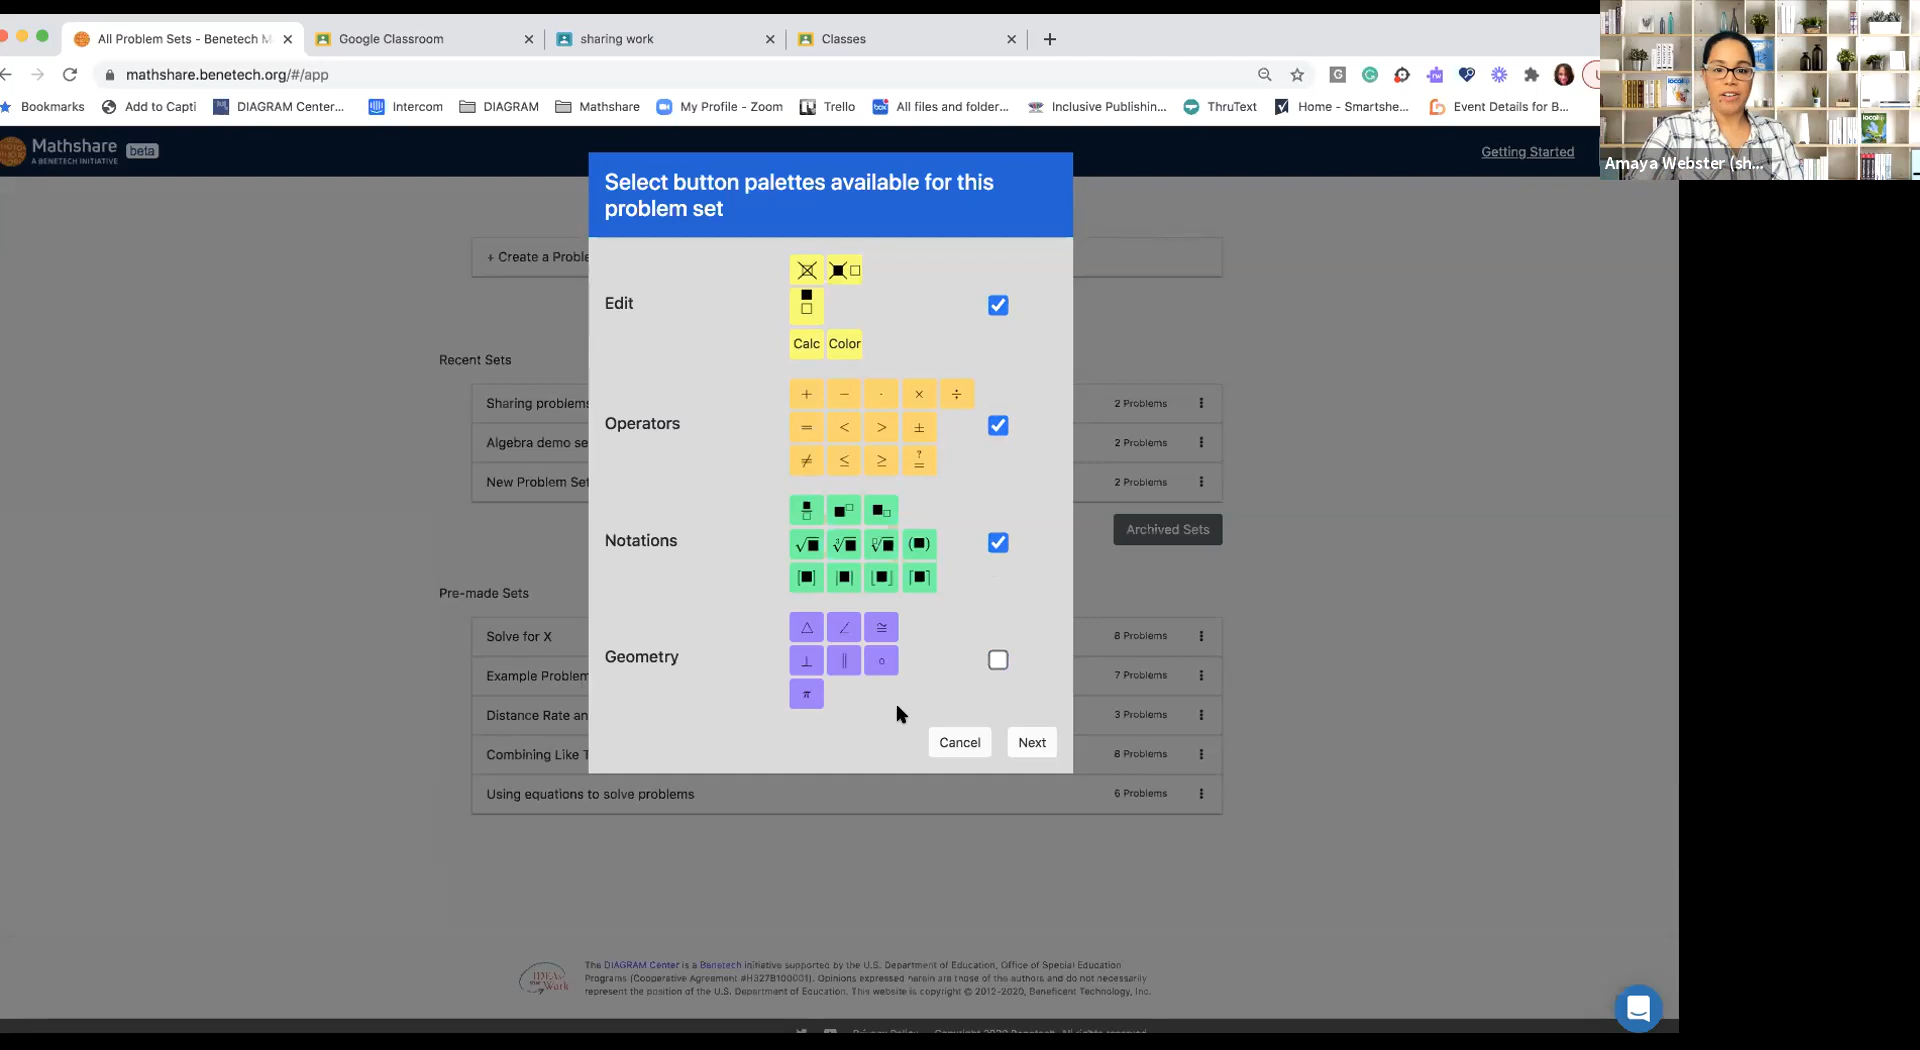 All Problem Sets - Benetech M
Google Classroom
sharing work
Classes
mathshare.benetech.org/#/app
Bookmarks
Add to Capti
DIAGRAM Center...
Intercom
DIAGRAM
Mathshare
My Profile - Zoom
Trello
All files and folder...
Inclusive Publishin...
ThruText
Home - Smartshe...
Event Details for B...
Amaya Webster (sh...
Mathshare
A BENETECH INITIATIVE
beta
Getting Started
Select button palettes available for this
problem set
+ Create a Proble
Edit
Calc Color
Recent Sets
Sharing problems
2 Problems
Algebra demo se
2 Problems
New Problem Set
2 Problems
Archived Sets
Operators
+ − · × ÷
= < > ±
≠ ≤ ≥ ≟
Notations
√■ ∛■ (■)
[■] |■| ⌊■⌋ ⌈■⌉
Geometry
△ ∠ ≅
⊥ ∥ ∘
π
Cancel
Next
Pre-made Sets
Solve for X
8 Problems
Example Problem
7 Problems
Distance Rate an
3 Problems
Combining Like T
8 Problems
Using equations to solve problems
6 Problems
IDEAs that Work
The DIAGRAM Center is a Benetech initiative supported by the U.S. Department of Education, Office of Special Education
Programs (Cooperative Agreement #H327B100001). Opinions expressed herein are those of the authors and do not necessarily
represent the position of the U.S. Department of Education. This website is copyright © 2012-2020, Beneficent Technology, Inc.